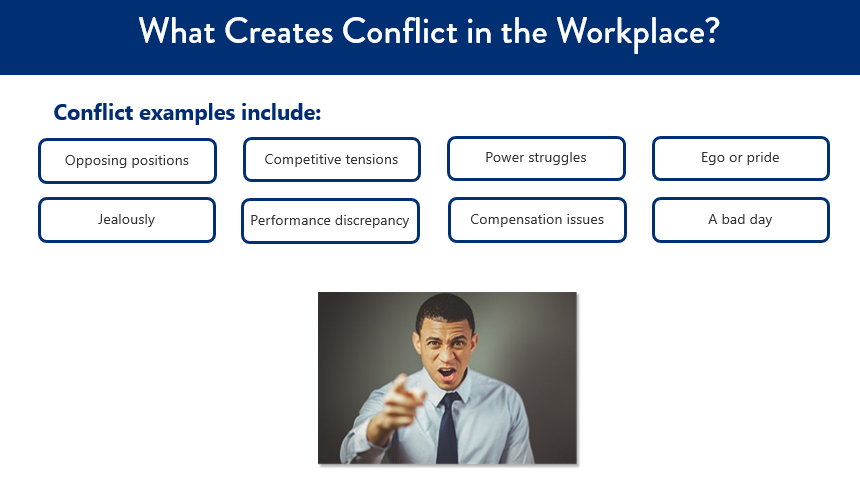 What Creates Conflict in the Workplace?
Conflict examples include:
Opposing positions
Competitive tensions
Power struggles
Ego or pride
Jealously
Performance discrepancy
Compensation issues
A bad day